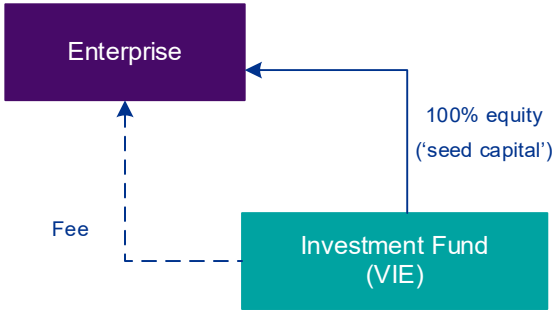 Enterprise
100% equity
(‘seed capital’)
Fee
Investment Fund
(VIE)